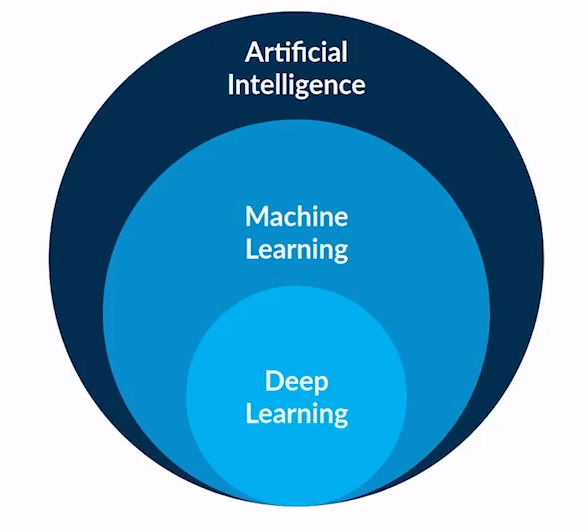 Artificial
Intelligence
Machine
Learning
Deep
Learning